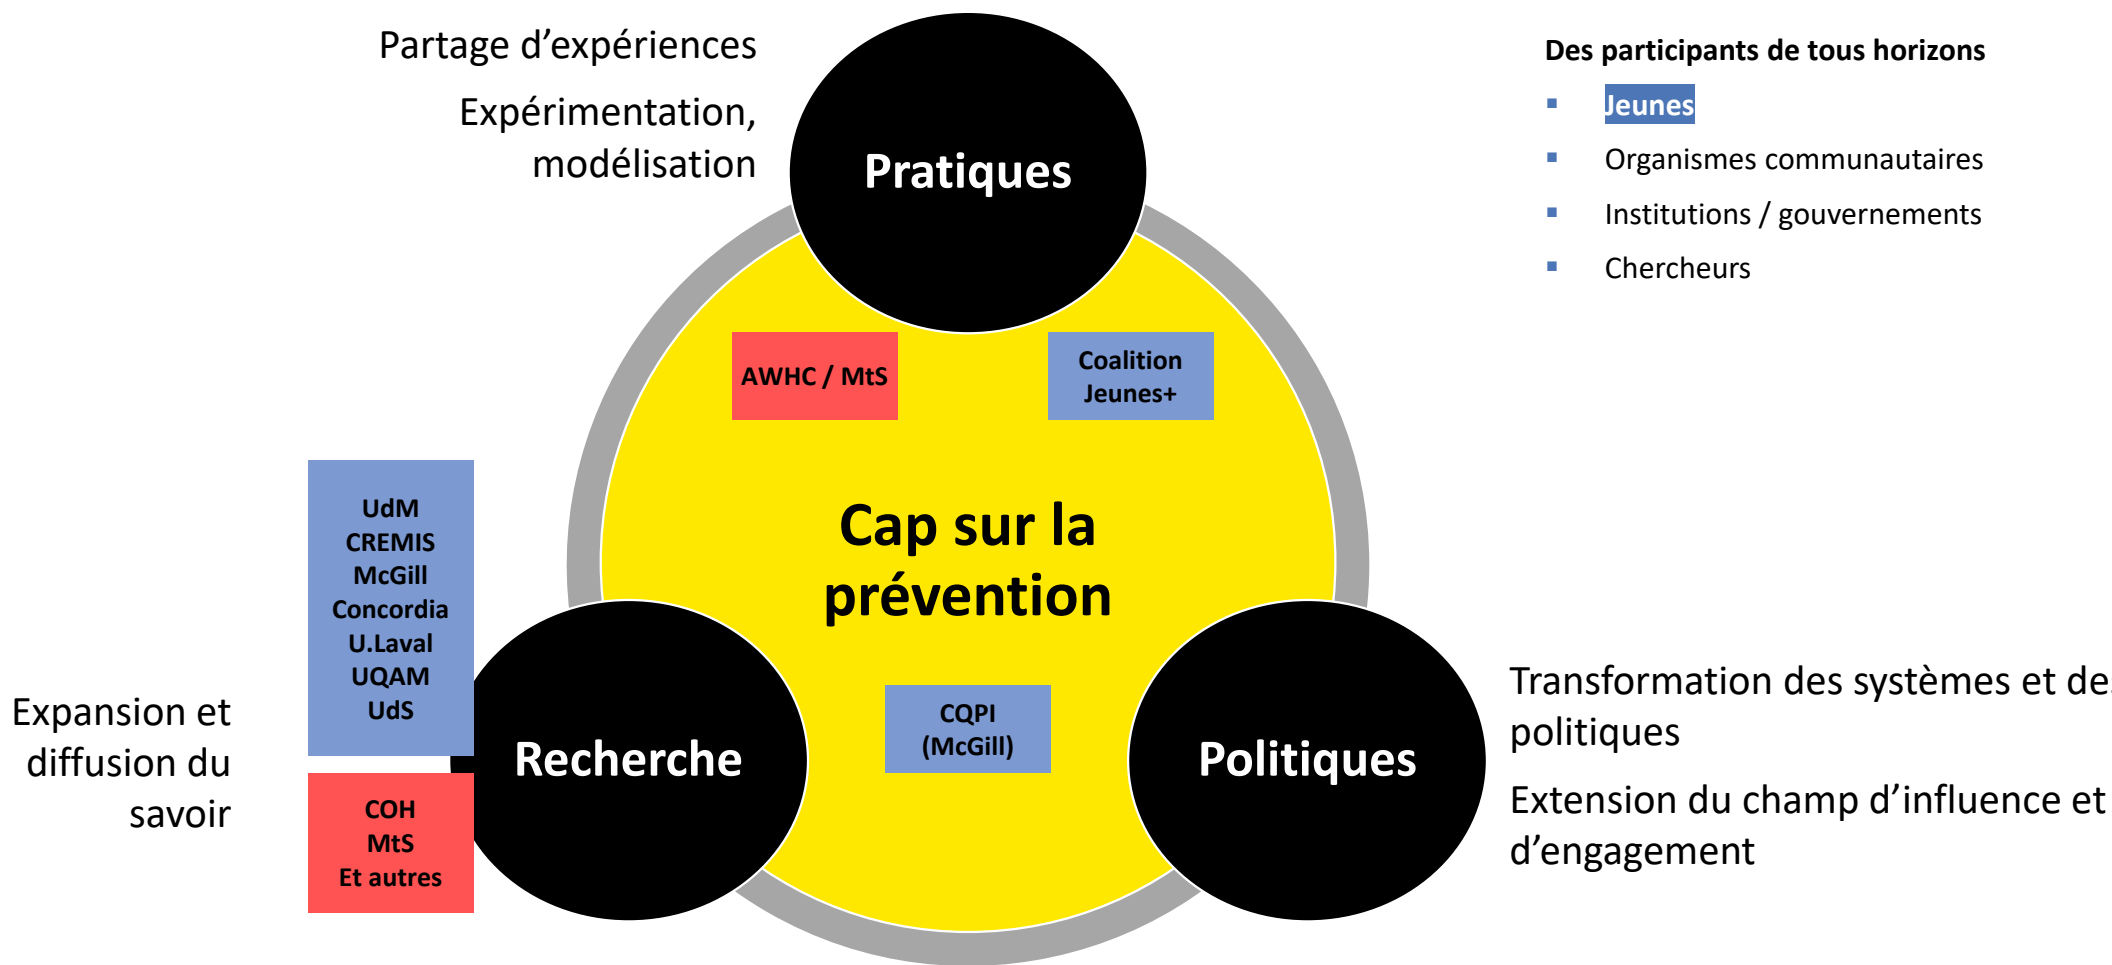 Partage d’expériences
Expérimentation,
modélisation
Pratiques
Des participants de tous horizons
Jeunes
Organismes communautaires
Institutions / gouvernements
Chercheurs
AWHC / MtS
Coalition
Jeunes+
Cap sur la
prévention
UdM
CREMIS
McGill
Concordia
U.Laval
UQAM
UdS
Expansion et
diffusion du
savoir
Recherche
COH
MtS
Et autres
CQPI
(McGill)
Politiques
Transformation des systèmes et des
politiques
Extension du champ d’influence et
d’engagement